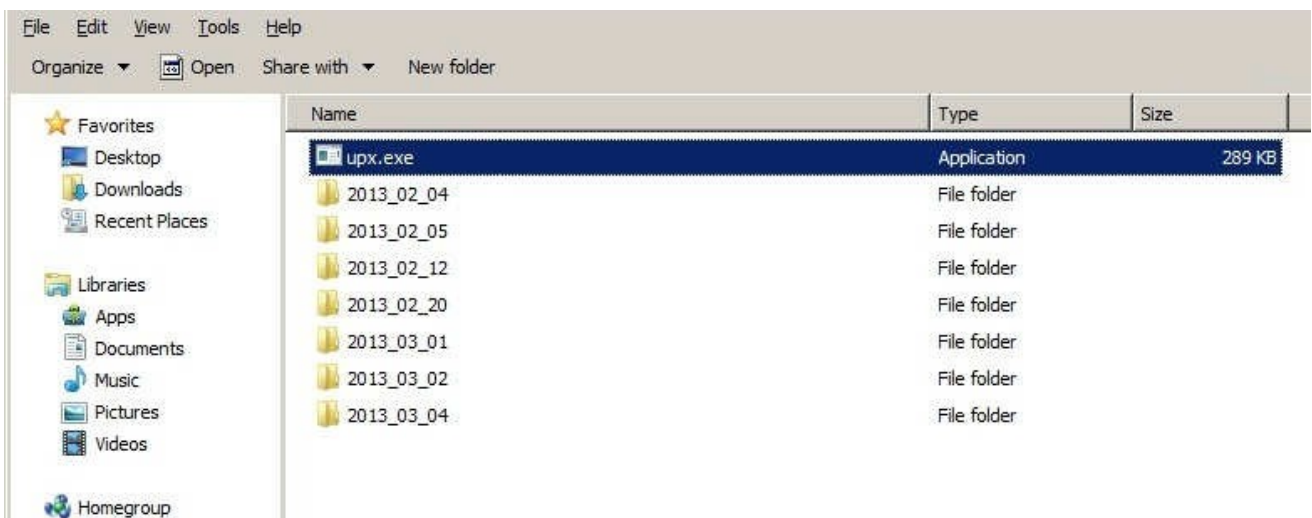 File Edit View Tools Help
Organize Open Share with New folder
Favorites
Desktop
Downloads
Recent Places
Libraries
Apps
Documents
Music
Pictures
Videos
Homegroup
Name Type Size
upx.exe Application 289 KB
2013_02_04 File folder
2013_02_05 File folder
2013_02_12 File folder
2013_02_20 File folder
2013_03_01 File folder
2013_03_02 File folder
2013_03_04 File folder